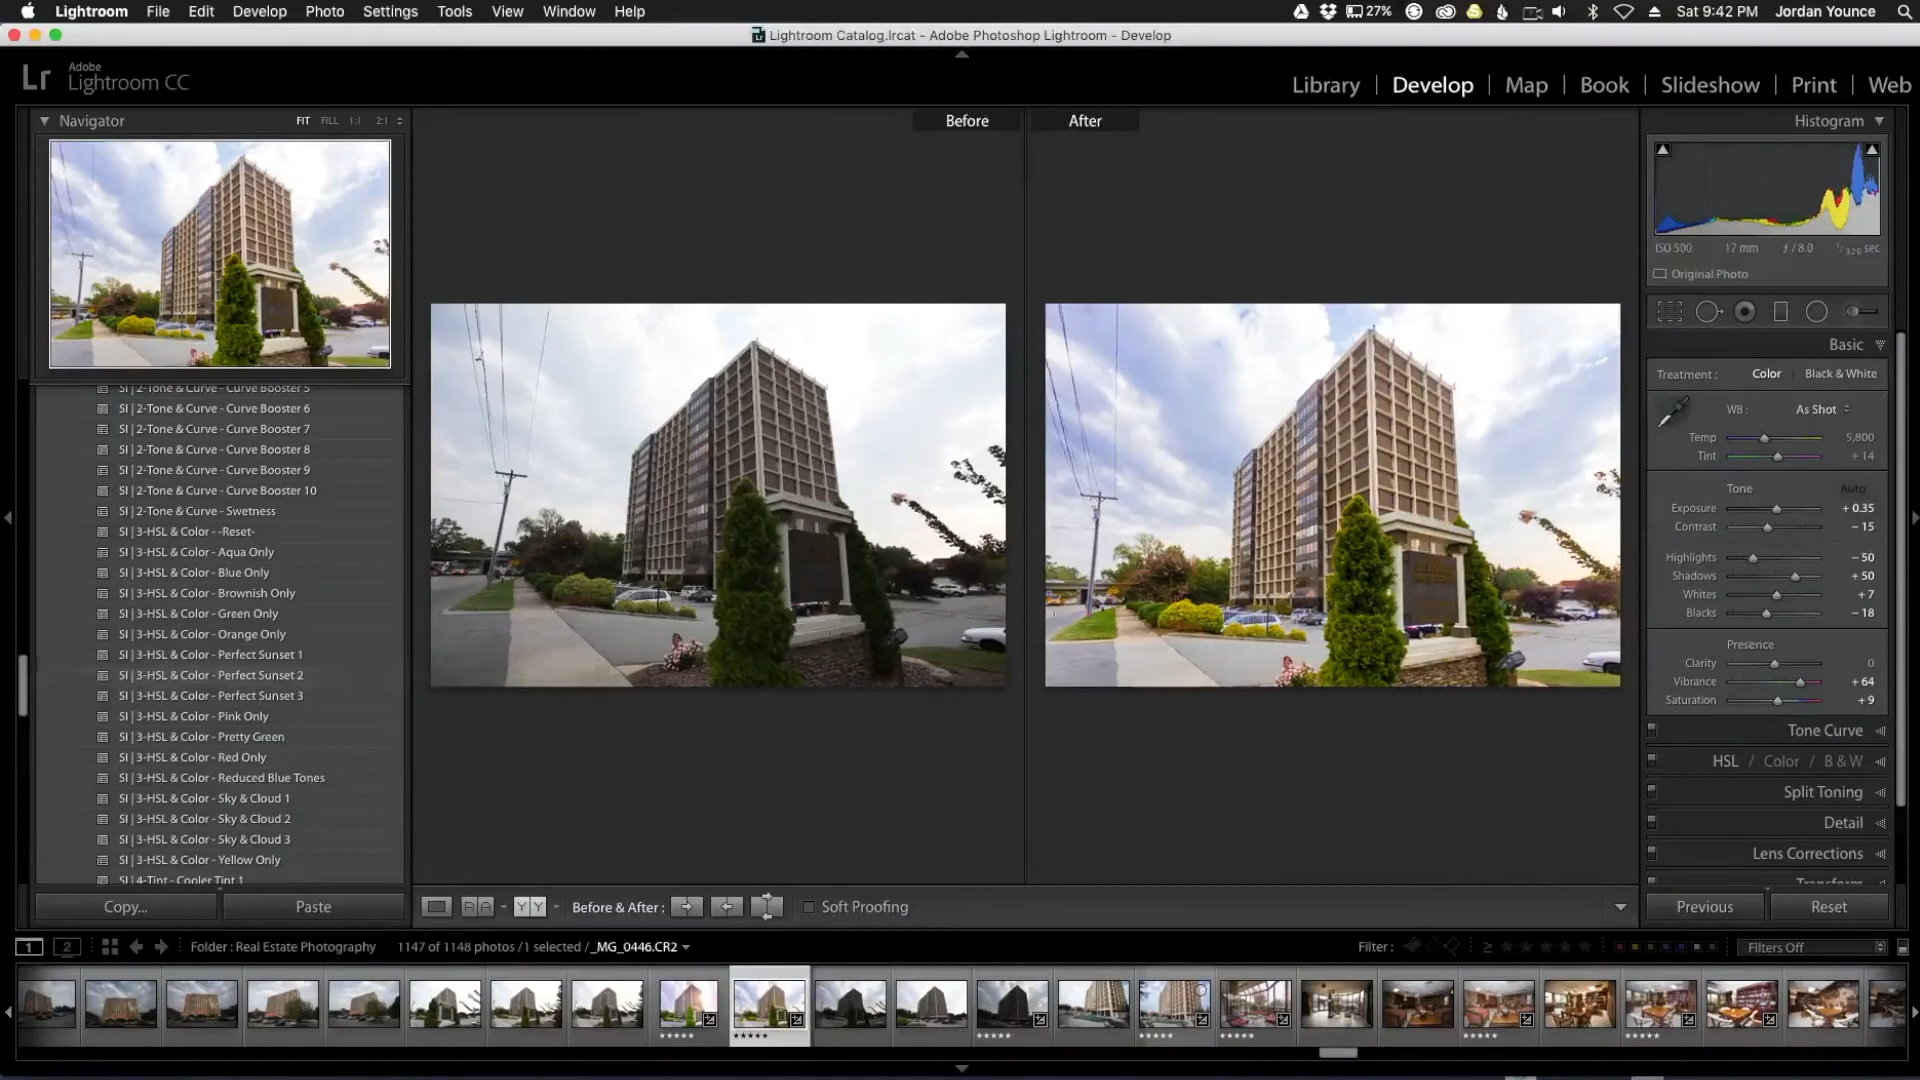 Lightroom File Edit Develop Photo Settings Tools View Window Help 27% Sat 9:42 PM Jordan Younce
Lightroom Catalog.lrcat - Adobe Photoshop Lightroom - Develop
Lr Adobe Lightroom CC
Library | Develop | Map | Book | Slideshow | Print | Web
Navigator FIT FILL 1:1 2:1
Before
After
Histogram
ISO 500 17 mm ƒ / 8.0 1/320 sec
Original Photo
Basic
Treatment : Color | Black & White
WB : As Shot
Temp 5,800
Tint + 14
Tone Auto
Exposure + 0.35
Contrast – 15
Highlights – 50
Shadows + 50
Whites + 7
Blacks – 18
Presence
Clarity 0
Vibrance + 64
Saturation + 9
Tone Curve
HSL / Color / B & W
Split Toning
Detail
Lens Corrections
Transform
Previous Reset
SI | 2-Tone & Curve - Curve Booster 5
SI | 2-Tone & Curve - Curve Booster 6
SI | 2-Tone & Curve - Curve Booster 7
SI | 2-Tone & Curve - Curve Booster 8
SI | 2-Tone & Curve - Curve Booster 9
SI | 2-Tone & Curve - Curve Booster 10
SI | 2-Tone & Curve - Swetness
SI | 3-HSL & Color - -Reset-
SI | 3-HSL & Color - Aqua Only
SI | 3-HSL & Color - Blue Only
SI | 3-HSL & Color - Brownish Only
SI | 3-HSL & Color - Green Only
SI | 3-HSL & Color - Orange Only
SI | 3-HSL & Color - Perfect Sunset 1
SI | 3-HSL & Color - Perfect Sunset 2
SI | 3-HSL & Color - Perfect Sunset 3
SI | 3-HSL & Color - Pink Only
SI | 3-HSL & Color - Pretty Green
SI | 3-HSL & Color - Red Only
SI | 3-HSL & Color - Reduced Blue Tones
SI | 3-HSL & Color - Sky & Cloud 1
SI | 3-HSL & Color - Sky & Cloud 2
SI | 3-HSL & Color - Sky & Cloud 3
SI | 3-HSL & Color - Yellow Only
SI | 4-Tint - Cooler Tint 1
Copy... Paste
R A Y Y Before & After : Soft Proofing
1 2 Folder : Real Estate Photography 1147 of 1148 photos / 1 selected / _MG_0446.CR2 Filter : Filters Off